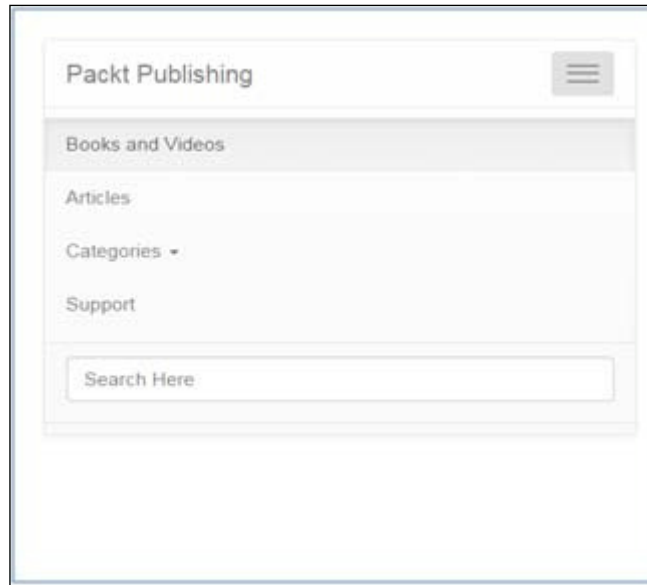 Packt Publishing
Books and Videos
Articles
Categories
Support
Search Here